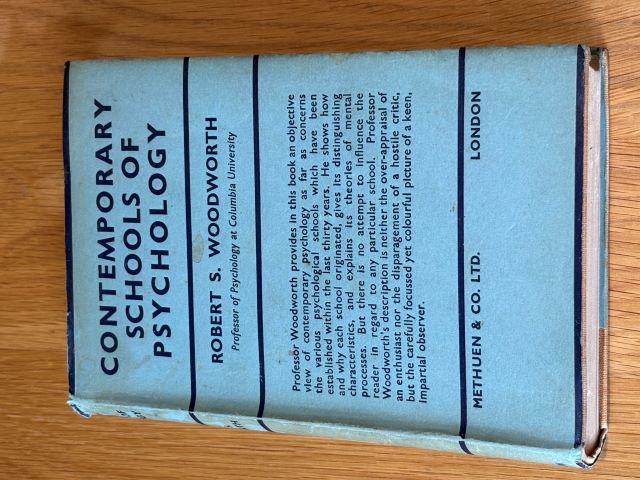 CONTEMPORARY
SCHOOLS OF
PSYCHOLOGY
ROBERT S. WOODWORTH
Professor of Psychology at Columbia University
Professor Woodworth provides in this book an objective
view of contemporary psychology as far as concerns
the various psychological schools which have been
established within the last thirty years. He shows how
and why each school originated, gives its distinguishing
characteristics, and explains its theories of mental
processes. But there is no attempt to influence the
reader in regard to any particular school. Professor
Woodworth's description is neither the over-appraisal of
an enthusiast nor the disparagement of a hostile critic,
but the carefully focussed yet colourful picture of a keen,
impartial observer.
METHUEN & CO. LTD. LONDON